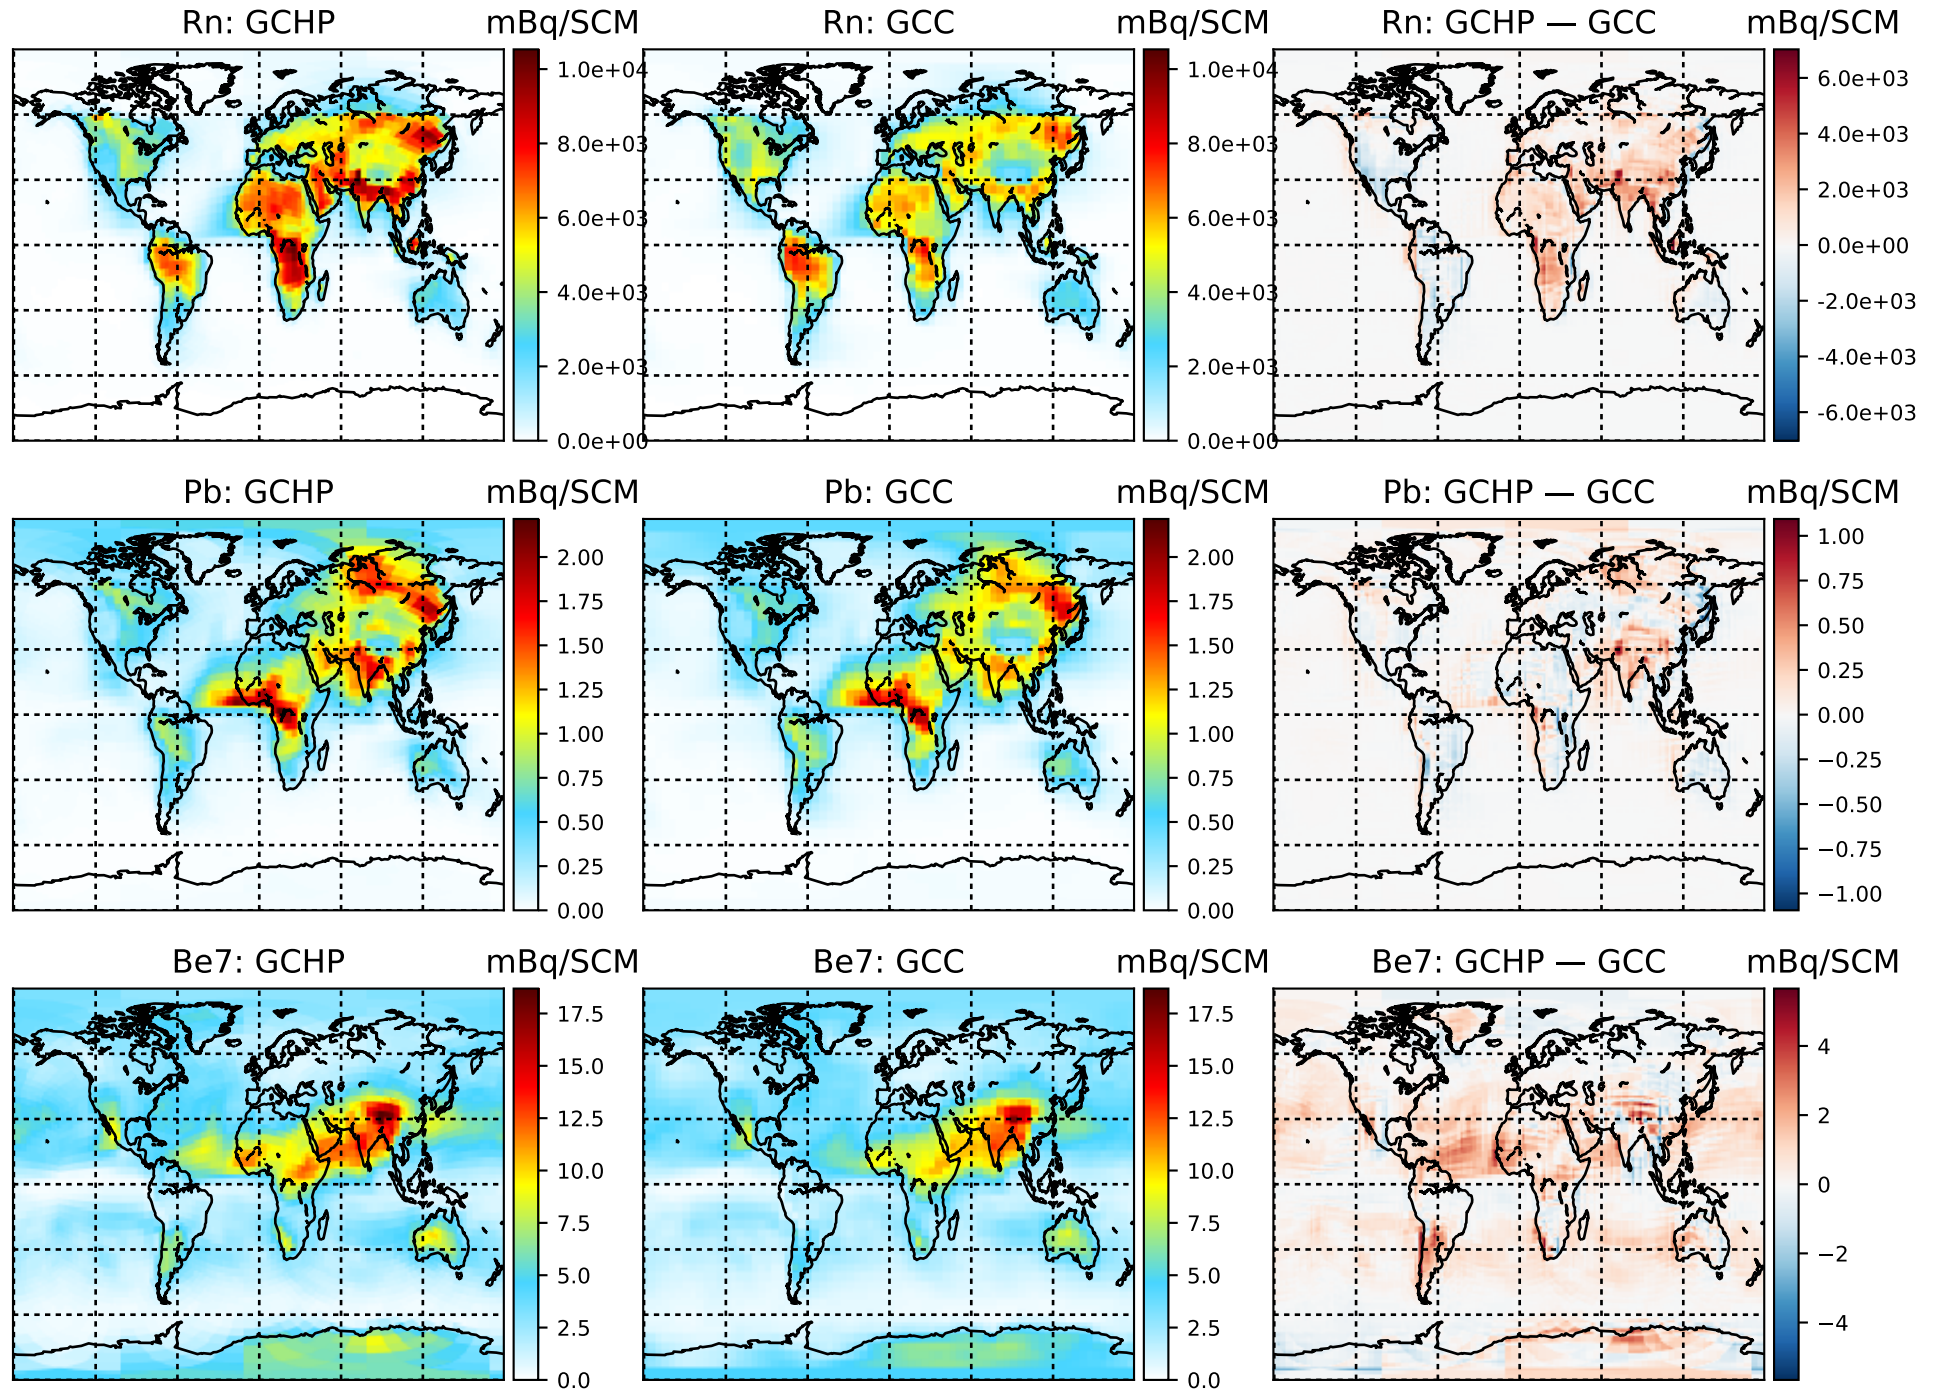 Rn: GCHP mBq/SCM Rn: GCC mBq/SCM Rn: GCHP — GCC mBq/SCM
1.0e+04 1.0e+04 6.0e+03
8.0e+03 8.0e+03 4.0e+03
6.0e+03 6.0e+03 2.0e+03
4.0e+03 4.0e+03 0.0e+00
2.0e+03 2.0e+03 -2.0e+03
0.0e+00 0.0e+00 -4.0e+03
-6.0e+03
Pb: GCHP mBq/SCM Pb: GCC mBq/SCM Pb: GCHP — GCC mBq/SCM
2.00 2.00 1.00
1.75 1.75 0.75
1.50 1.50 0.50
1.25 1.25 0.25
1.00 1.00 0.00
0.75 0.75 −0.25
0.50 0.50 −0.50
0.25 0.25 −0.75
0.00 0.00 −1.00
Be7: GCHP mBq/SCM Be7: GCC mBq/SCM Be7: GCHP — GCC mBq/SCM
17.5 17.5 4
15.0 15.0 2
12.5 12.5 0
10.0 10.0 −2
7.5 7.5 −4
5.0 5.0
2.5 2.5
0.0 0.0